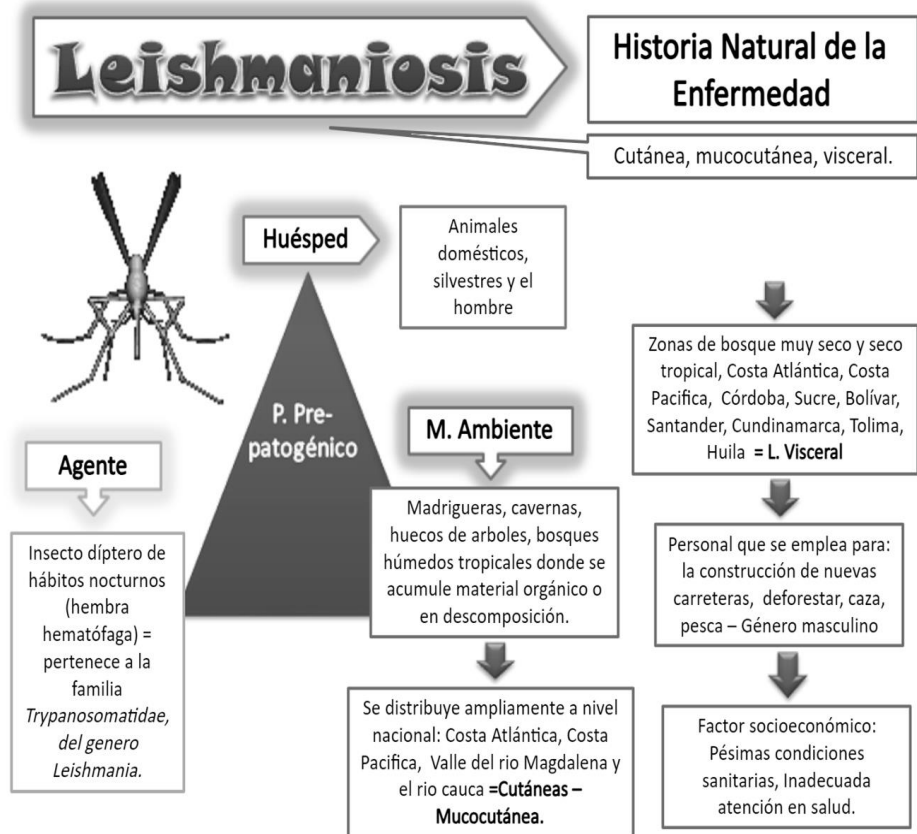 Leishmaniosis
Historia Natural de la
Enfermedad
Cutánea, mucocutánea, visceral.
Huésped
Animales
domésticos,
silvestres y el
hombre
P. Pre-
patogénico
Agente
Insecto díptero de
hábitos nocturnos
(hembra
hematófaga) =
pertenece a la
familia
Trypanosomatidae,
del genero
Leishmania.
M. Ambiente
Madrigueras, cavernas,
huecos de arboles, bosques
húmedos tropicales donde se
acumule material orgánico o
en descomposición.
Se distribuye ampliamente a nivel
nacional: Costa Atlántica, Costa
Pacifica, Valle del rio Magdalena y
el rio cauca =Cutáneas –
Mucocutánea.
Zonas de bosque muy seco y seco
tropical, Costa Atlántica, Costa
Pacifica, Córdoba, Sucre, Bolívar,
Santander, Cundinamarca, Tolima,
Huila = L. Visceral
Personal que se emplea para:
la construcción de nuevas
carreteras, deforestar, caza,
pesca – Género masculino
Factor socioeconómico:
Pésimas condiciones
sanitarias, Inadecuada
atención en salud.